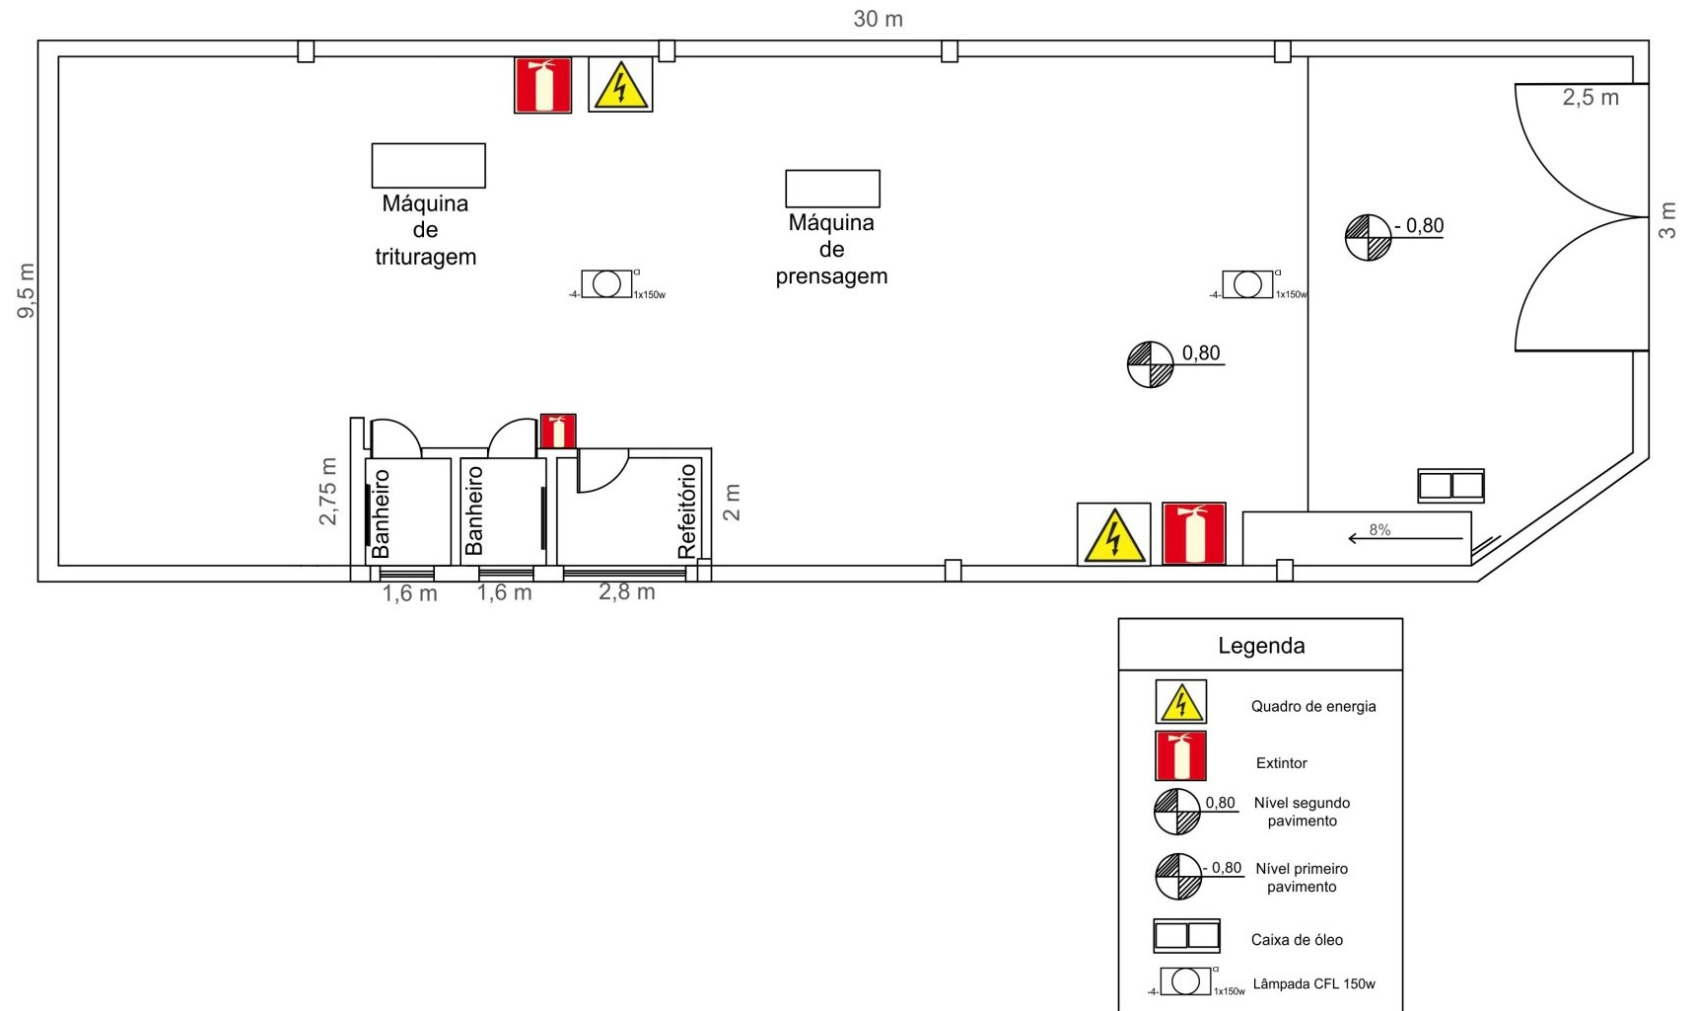 30 m
2,5 m
3 m
9,5 m
Máquina
de
trituragem
Máquina
de
prensagem
- 0,80
-4-
a
1x150w
-4-
a
1x150w
0,80
2,75 m
Banheiro
Banheiro
Refeitório
2 m
8%
1,6 m
1,6 m
2,8 m
Legenda
Quadro de energia
Extintor
0,80
Nível segundo
pavimento
- 0,80
Nível primeiro
pavimento
Caixa de óleo
-4-
a
1x150w
Lâmpada CFL 150w